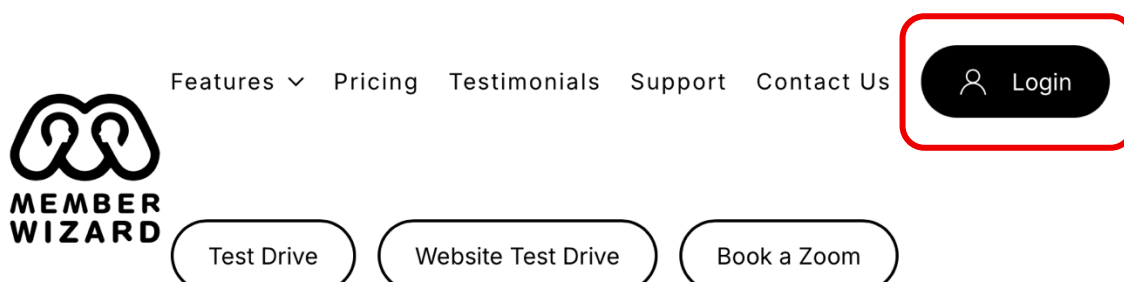 Features Pricing Testimonials Support Contact Us Login
MEMBER
WIZARD
Test Drive Website Test Drive Book a Zoom